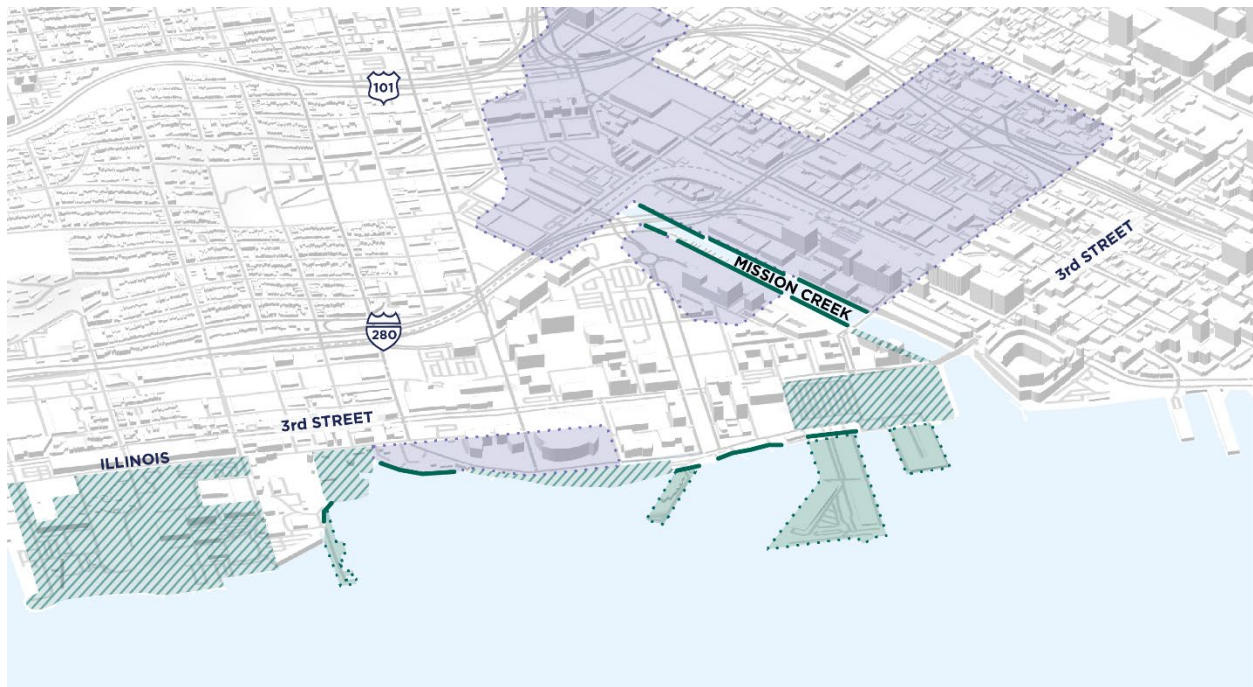 101
3rd STREET
MISSION CREEK
280
3rd STREET
ILLINOIS